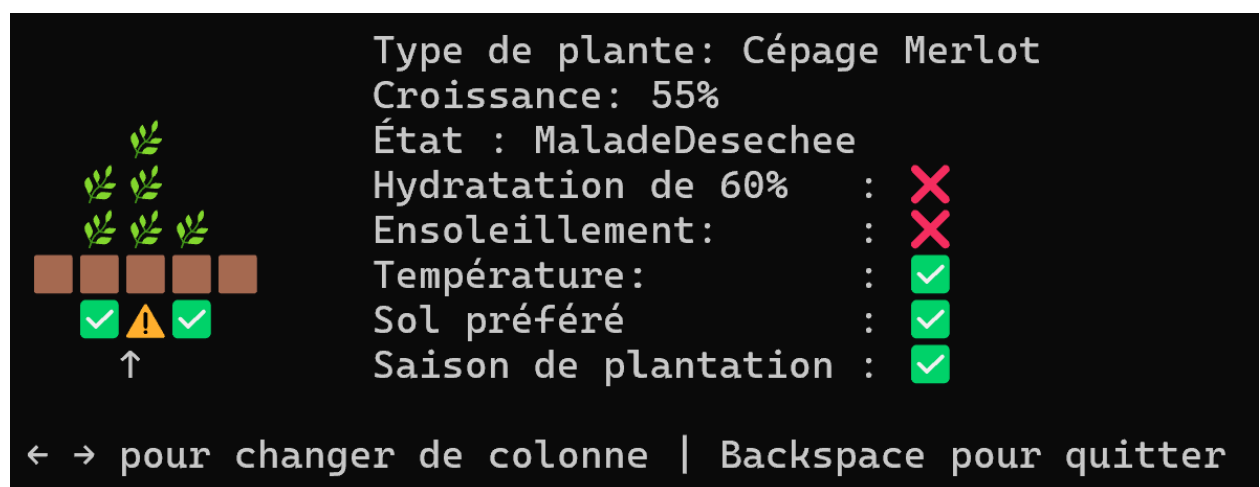 Type de plante: Cépage Merlot
Croissance: 55%
État : MaladeDesechee
Hydratation de 60% : ❌
Ensoleillement: : ❌
Température: : ✅
Sol préféré : ✅
Saison de plantation : ✅
← → pour changer de colonne | Backspace pour quitter